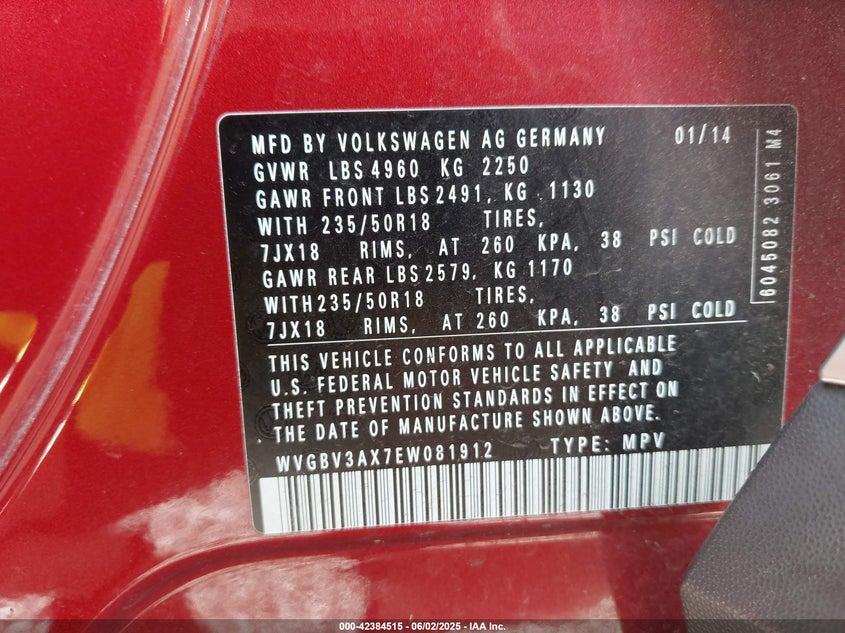 MFD BY VOLKSWAGEN AG GERMANY 01/14
GVWR LBS 4960 KG 2250
GAWR FRONT LBS 2491, KG 1130
WITH 235/50R18 TIRES,
7JX18 RIMS, AT 260 KPA, 38 PSI COLD
GAWR REAR LBS 2579, KG 1170
WITH 235/50R18 TIRES,
7JX18 RIMS, AT 260 KPA, 38 PSI COLD
THIS VEHICLE CONFORMS TO ALL APPLICABLE
U.S. FEDERAL MOTOR VEHICLE SAFETY AND
THEFT PREVENTION STANDARDS IN EFFECT ON
THE DATE OF MANUFACTURE SHOWN ABOVE.
WVGBV3AX7EW081912 TYPE: MPV
6045082 3061 M4
000-42384515 - 06/02/2025 - IAA Inc.